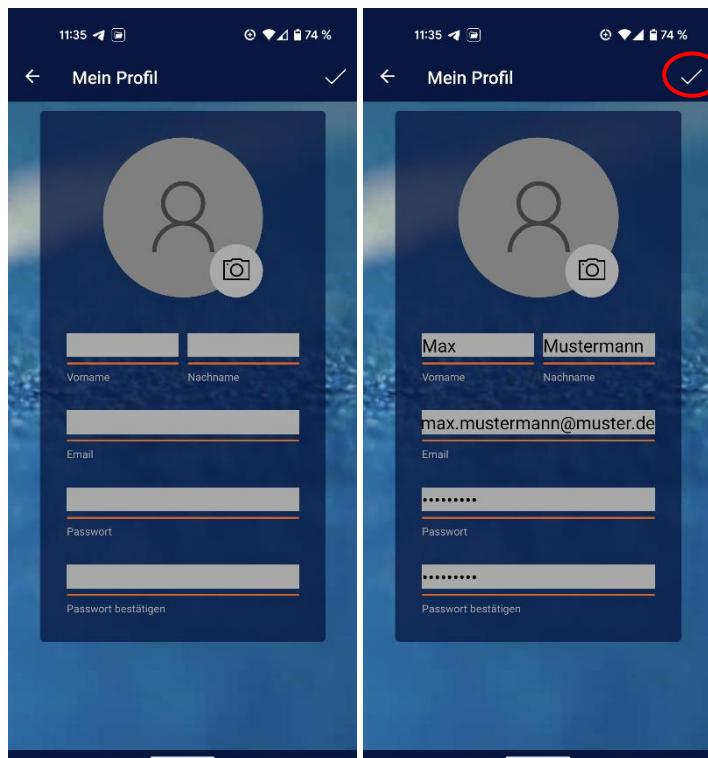 11:35 74 %
Mein Profil
Vorname Nachname
Email
Passwort
Passwort bestätigen
11:35 74 %
Mein Profil
Max Mustermann
Vorname Nachname
max.mustermann@muster.de
Email
•••••••••
Passwort
•••••••••
Passwort bestätigen